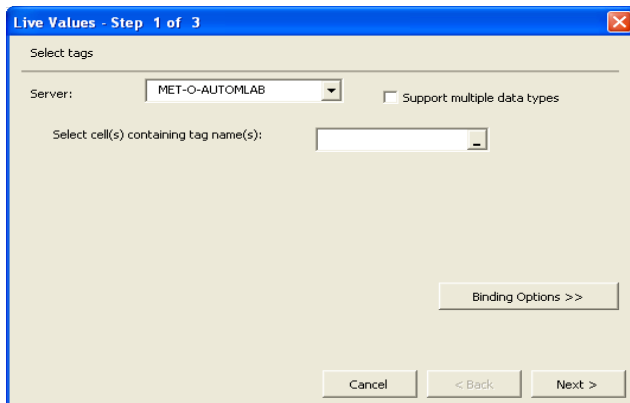 Live Values - Step 1 of 3
Select tags
Server: MET-O-AUTOMLAB Support multiple data types
Select cell(s) containing tag name(s):
Binding Options >>
Cancel < Back Next >